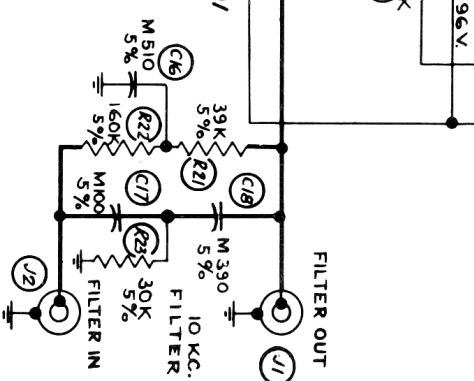 96 V.
K
C16
M 510
5%
R22
160K
5%
39K
5%
R21
C17
M100
5%
C18
M 390
5%
R23
30K
5%
10 KC.
FILTER
J2
FILTER IN
FILTER OUT
J1